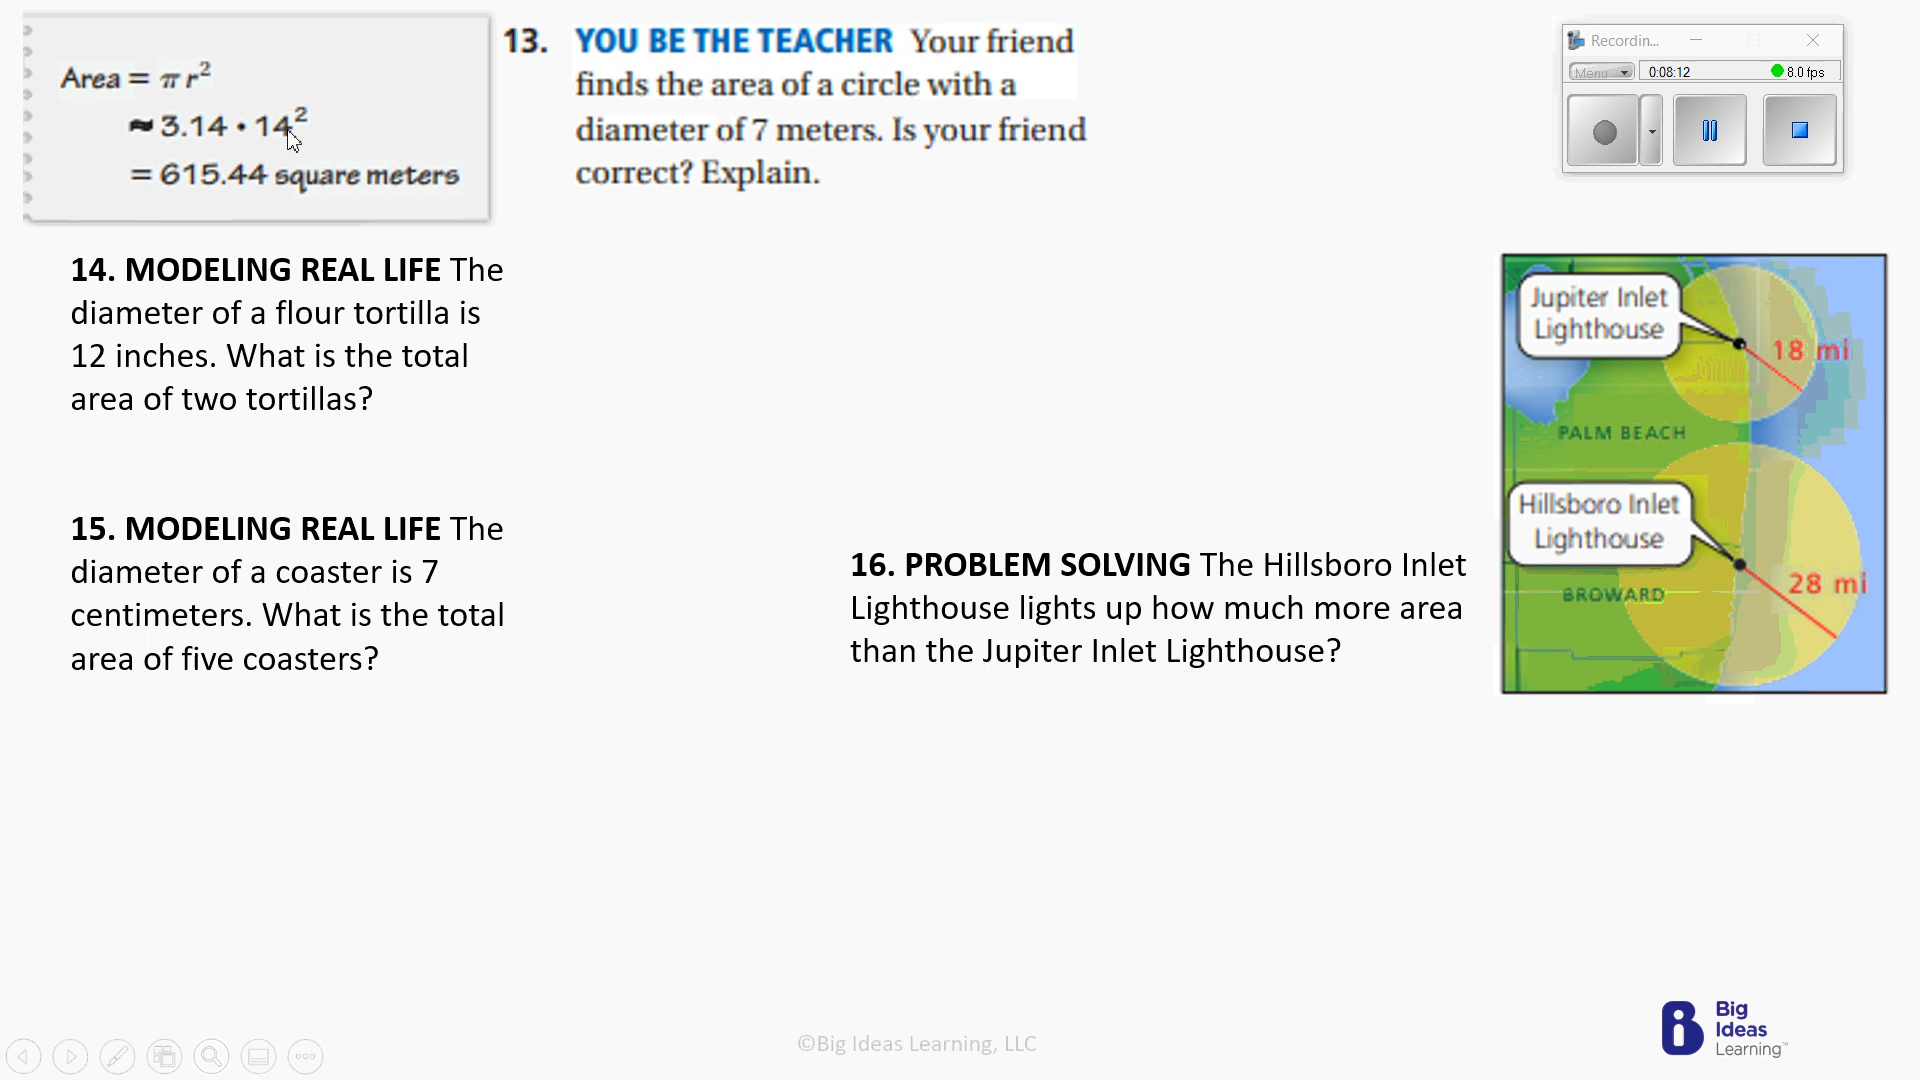 Area = π r²
≈ 3.14 • 14²
= 615.44 square meters
13. YOU BE THE TEACHER Your friend
finds the area of a circle with a
diameter of 7 meters. Is your friend
correct? Explain.
Recordin...
Menu
0:08:12
8.0 fps
14. MODELING REAL LIFE The
diameter of a flour tortilla is
12 inches. What is the total
area of two tortillas?
15. MODELING REAL LIFE The
diameter of a coaster is 7
centimeters. What is the total
area of five coasters?
16. PROBLEM SOLVING The Hillsboro Inlet
Lighthouse lights up how much more area
than the Jupiter Inlet Lighthouse?
Jupiter Inlet
Lighthouse
18 mi
PALM BEACH
Hillsboro Inlet
Lighthouse
28 mi
BROWARD
©Big Ideas Learning, LLC
Big
Ideas
Learning™